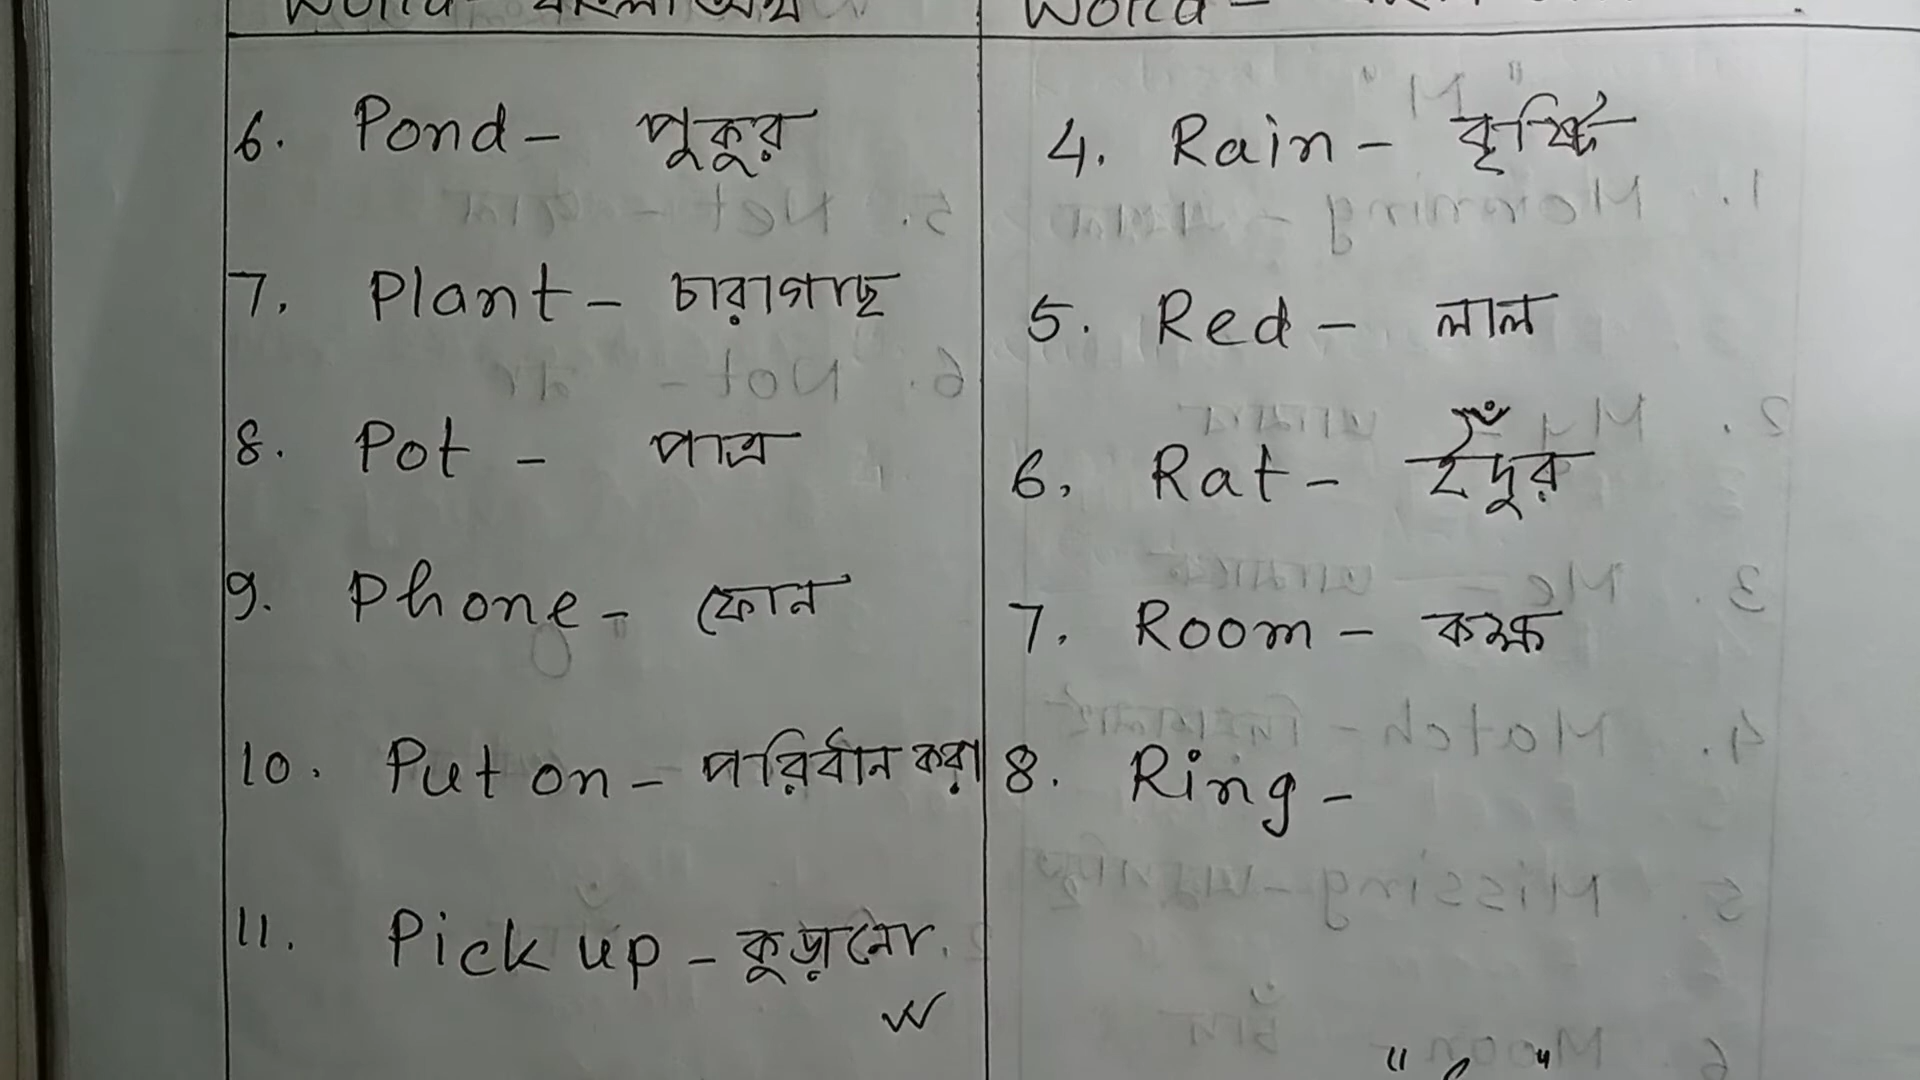 6. Pond - পুকুর
7. Plant - চারাগাছ
8. Pot - পাত্র
9. Phone - ফোন
10. Put on - পরিধান করা
11. Pick up - কুড়ানো
4. Rain - বৃষ্টি
5. Red - লাল
6. Rat - ইঁদুর
7. Room - কক্ষ
8. Ring -